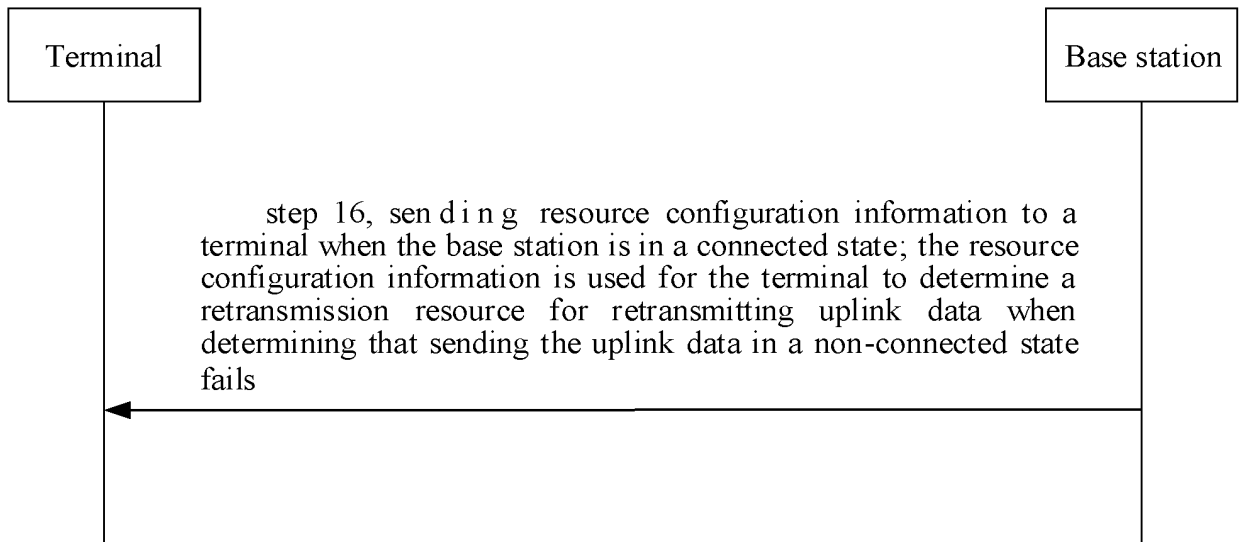 Terminal
Base station
step 16, sending resource configuration information to a
terminal when the base station is in a connected state; the resource
configuration information is used for the terminal to determine a
retransmission resource for retransmitting uplink data when
determining that sending the uplink data in a non-connected state
fails